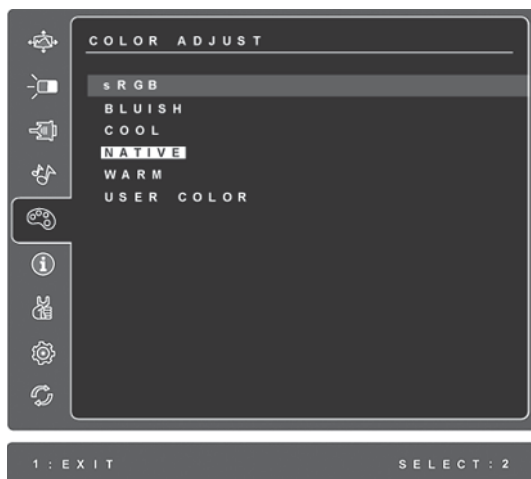 COLOR ADJUST
sRGB
BLUISH
COOL
NATIVE
WARM
USER COLOR
1:EXIT SELECT:2